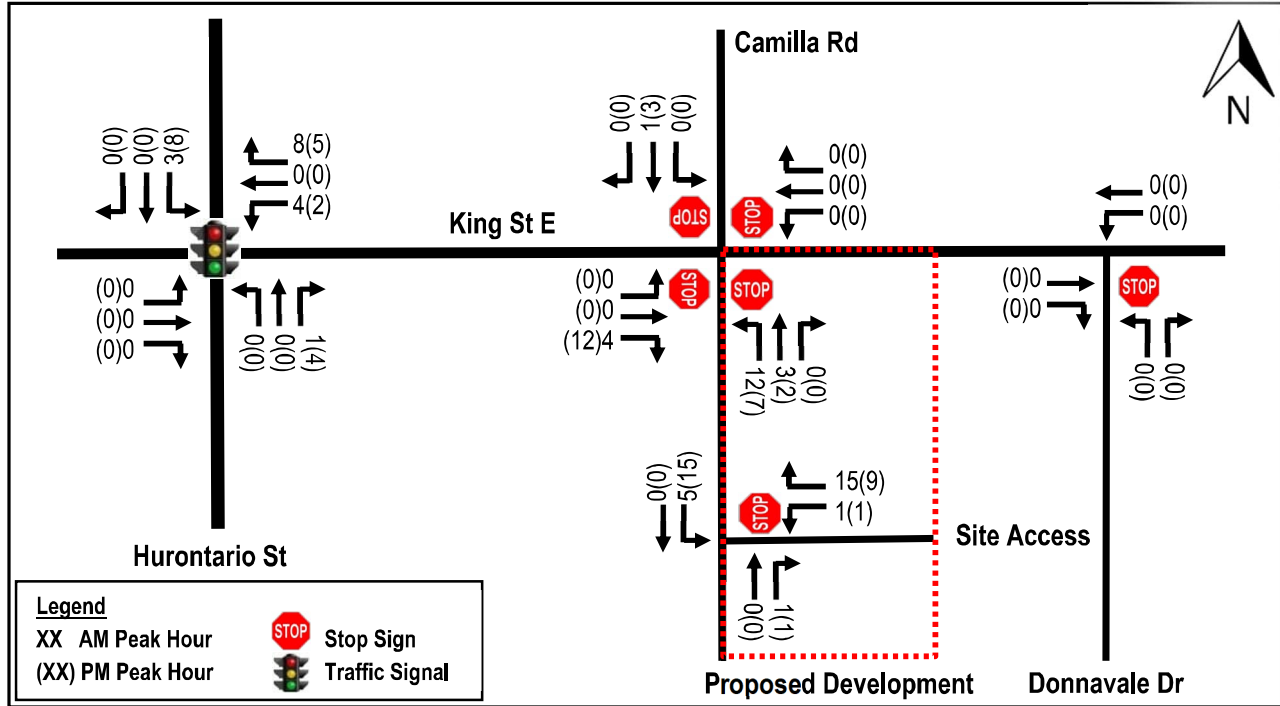 Camilla Rd
N
0(0)
0(0)
3(8)
8(5)
0(0)
4(2)
King St E
0(0)
1(3)
0(0)
STOP
STOP
0(0)
0(0)
0(0)
0(0)
0(0)
(0)0
(0)0
(0)0
0(0)
0(0)
1(4)
(0)0
(0)0
(12)4
STOP
STOP
12(7)
3(2)
0(0)
(0)0
(0)0
STOP
0(0)
0(0)
0(0)
5(15)
STOP
15(9)
1(1)
Site Access
0(0)
1(1)
Hurontario St
Legend
XX AM Peak Hour
STOP Stop Sign
(XX) PM Peak Hour
Traffic Signal
Proposed Development
Donnavale Dr